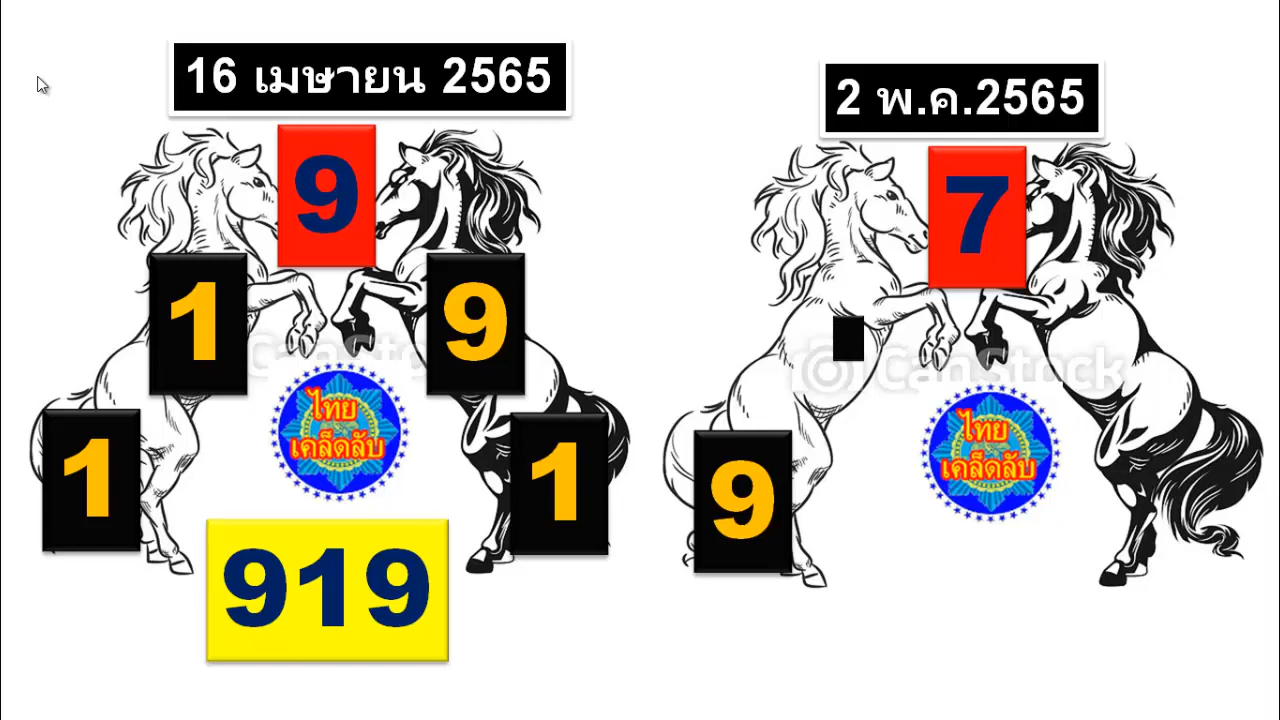 16 เมษายน 2565
9
1 9
1 1
ไทย
เคล็ดลับ
919
2 พ.ค.2565
7
9
ไทย
เคล็ดลับ
CanStock